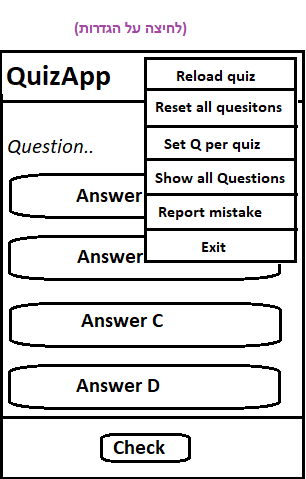 (לחיצה על הגדרות)
QuizApp
Reload quiz
Reset all quesitons
Set Q per quiz
Show all Questions
Report mistake
Exit
Question..
Answer
Answer
Answer C
Answer D
Check